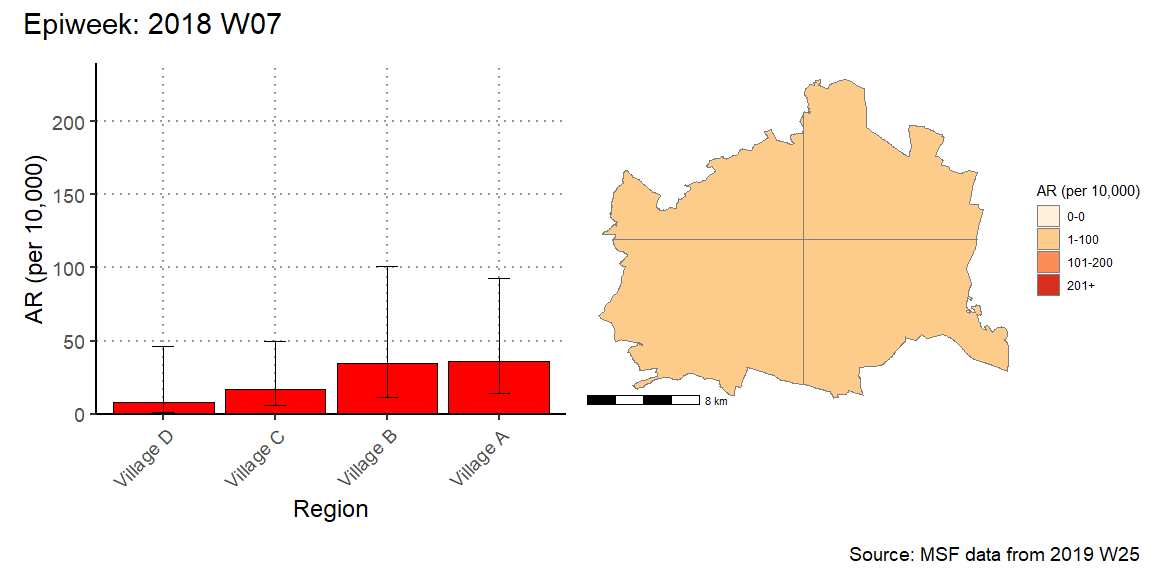 Epiweek: 2018 W07
AR (per 10,000)
200
150
100
50
0
Village D
Village C
Village B
Village A
Region
8 km
AR (per 10,000)
0-0
1-100
101-200
201+
Source: MSF data from 2019 W25